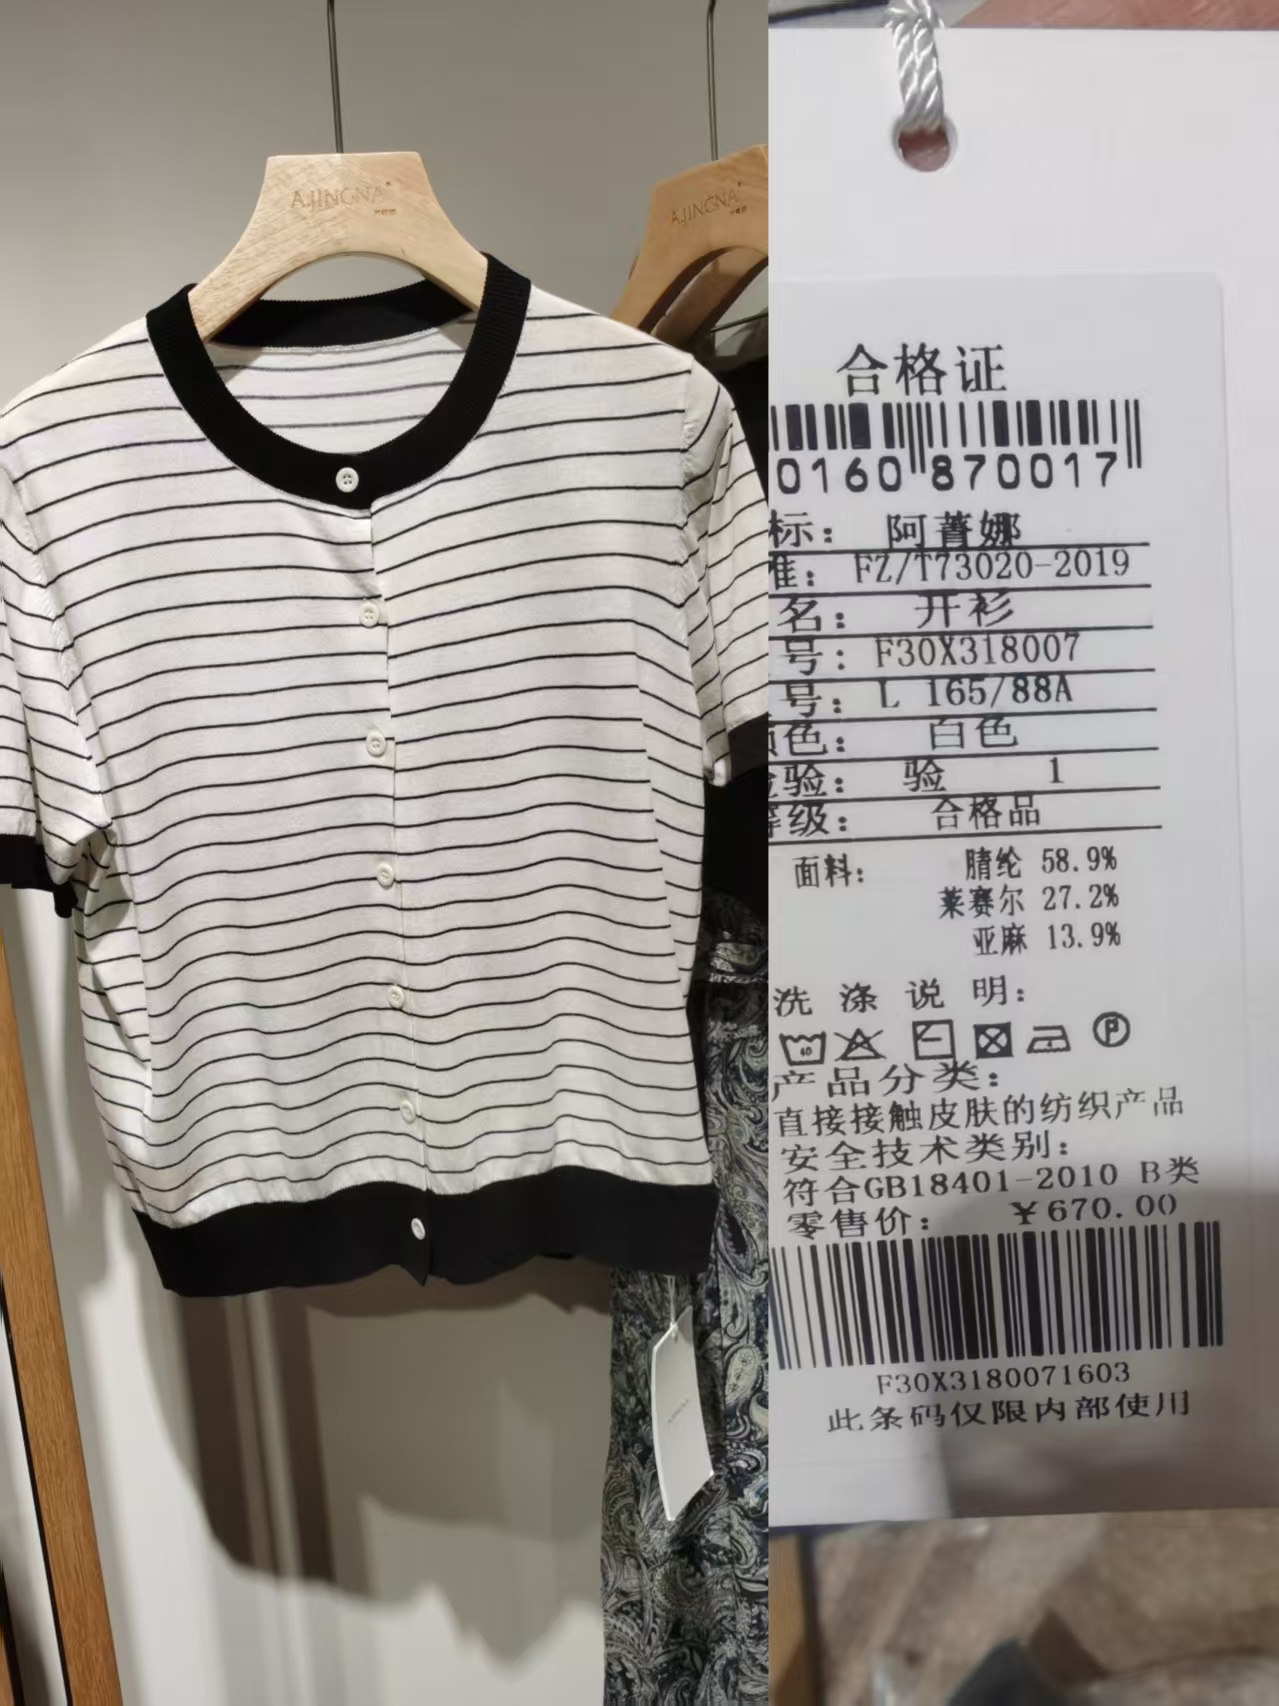 A.JINGNA
A.JINGNA
合格证
0160 870017
标: 阿菁娜
准: FZ/T73020-2019
名: 开衫
号: F30X318007
号: L 165/88A
颜色: 白色
检验: 验 1
等级: 合格品
面料: 腈纶 58.9%
莱赛尔 27.2%
亚麻 13.9%
洗涤说明:
40
P
产品分类:
直接接触皮肤的纺织产品
安全技术类别:
符合GB18401-2010 B类
零售价: ¥670.00
F30X3180071603
此条码仅限内部使用